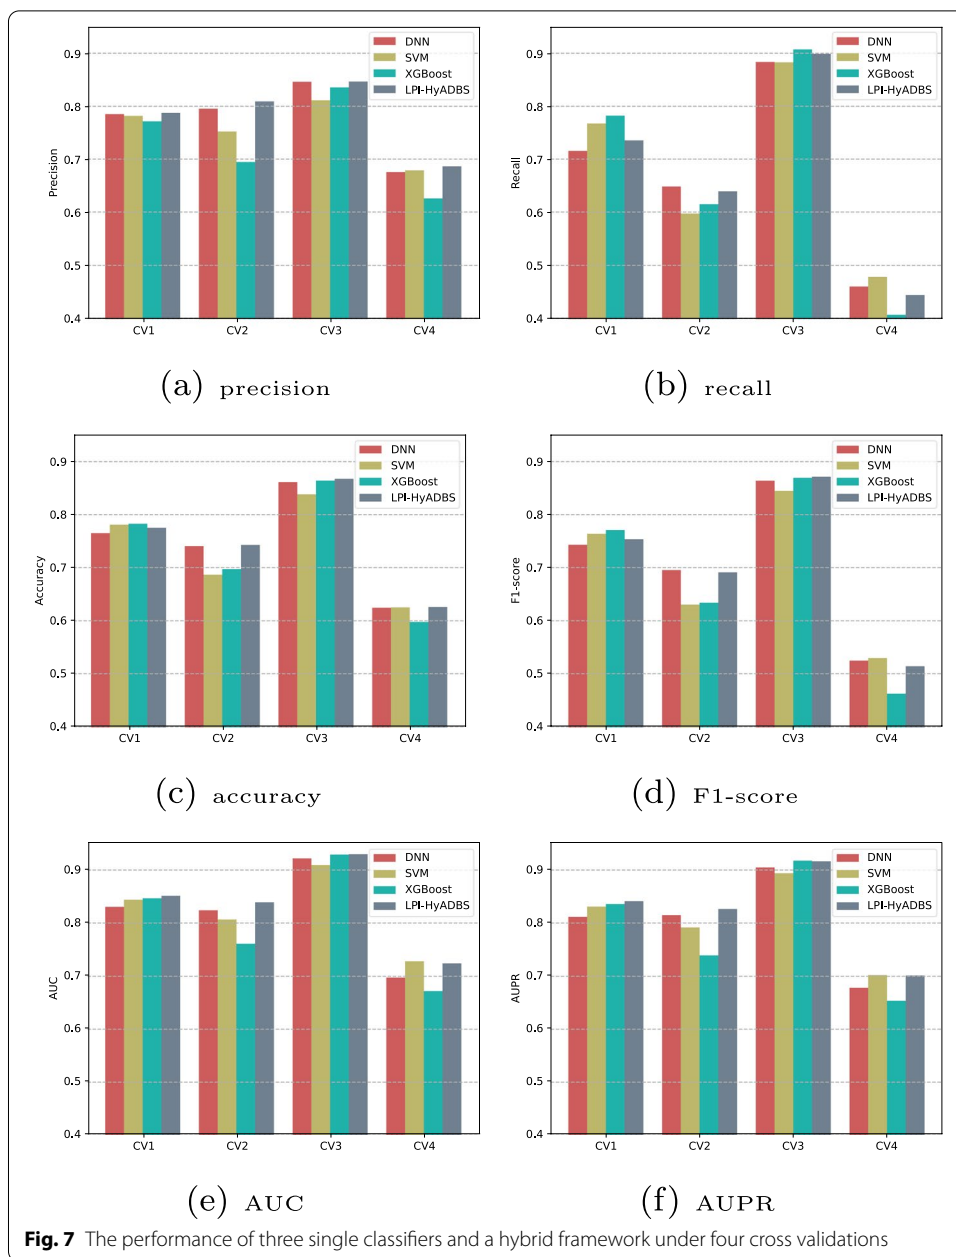 DNN
SVM
XGBoost
LPI-HyADBS
0.9
0.8
0.7
0.6
0.5
0.4
Precision
CV1 CV2 CV3 CV4
(a) precision
DNN
SVM
XGBoost
LPI-HyADBS
0.9
0.8
0.7
0.6
0.5
0.4
Recall
CV1 CV2 CV3 CV4
(b) recall
DNN
SVM
XGBoost
LPI-HyADBS
0.9
0.8
0.7
0.6
0.5
0.4
Accuracy
CV1 CV2 CV3 CV4
(c) accuracy
DNN
SVM
XGBoost
LPI-HyADBS
0.9
0.8
0.7
0.6
0.5
0.4
F1-score
CV1 CV2 CV3 CV4
(d) F1-score
DNN
SVM
XGBoost
LPI-HyADBS
0.9
0.8
0.7
0.6
0.5
0.4
AUC
CV1 CV2 CV3 CV4
(e) AUC
DNN
SVM
XGBoost
LPI-HyADBS
0.9
0.8
0.7
0.6
0.5
0.4
AUPR
CV1 CV2 CV3 CV4
(f) AUPR
Fig. 7 The performance of three single classifiers and a hybrid framework under four cross validations